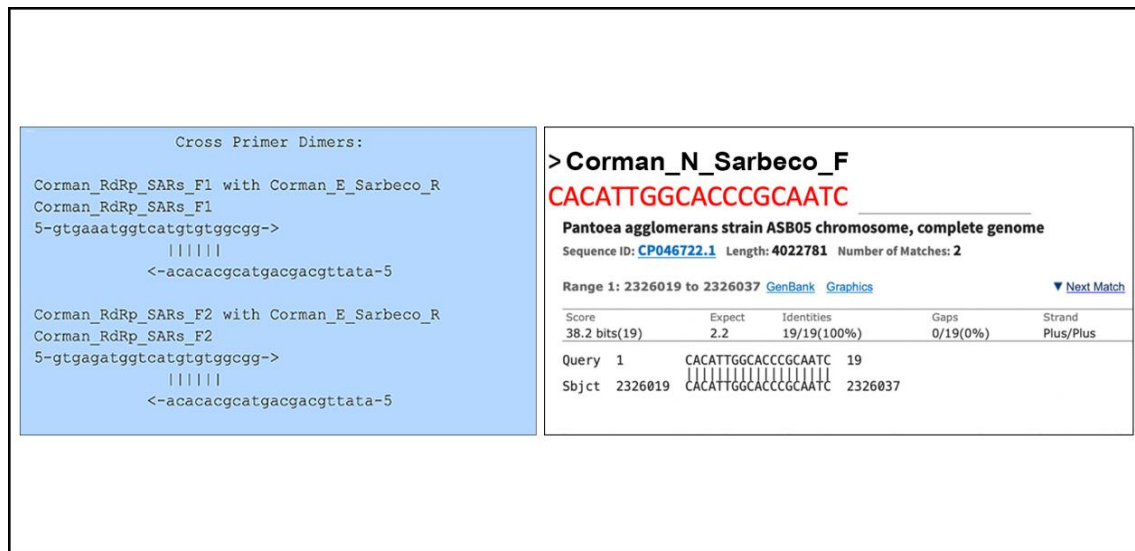 Cross Primer Dimers:
Corman_RdRp_SARs_F1 with Corman_E_Sarbeco_R
Corman_RdRp_SARs_F1
5-gtgaaatggtcatgtgtggcgg->
||||||
<-acacacgcatgacgacgttata-5
Corman_RdRp_SARs_F2 with Corman_E_Sarbeco_R
Corman_RdRp_SARs_F2
5-gtgagatggtcatgtgtggcgg->
||||||
<-acacacgcatgacgacgttata-5
>Corman_N_Sarbeco_F
CACATTGGCACCCGCAATC
Pantoea agglomerans strain ASB05 chromosome, complete genome
Sequence ID: CP046722.1 Length: 4022781 Number of Matches: 2
Range 1: 2326019 to 2326037 GenBank Graphics ▼ Next Match
Score Expect Identities Gaps Strand
38.2 bits(19) 2.2 19/19(100%) 0/19(0%) Plus/Plus
Query 1 CACATTGGCACCCGCAATC 19
|||||||||||||||||||
Sbjct 2326019 CACATTGGCACCCGCAATC 2326037